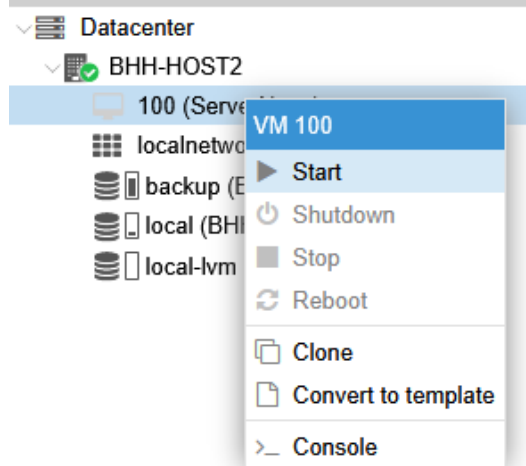 Datacenter
BHH-HOST2
100 (Serve
VM 100
localnetwo
Start
backup (
Shutdown
local (BH
Stop
local-lvm
Reboot
Clone
Convert to template
>_ Console